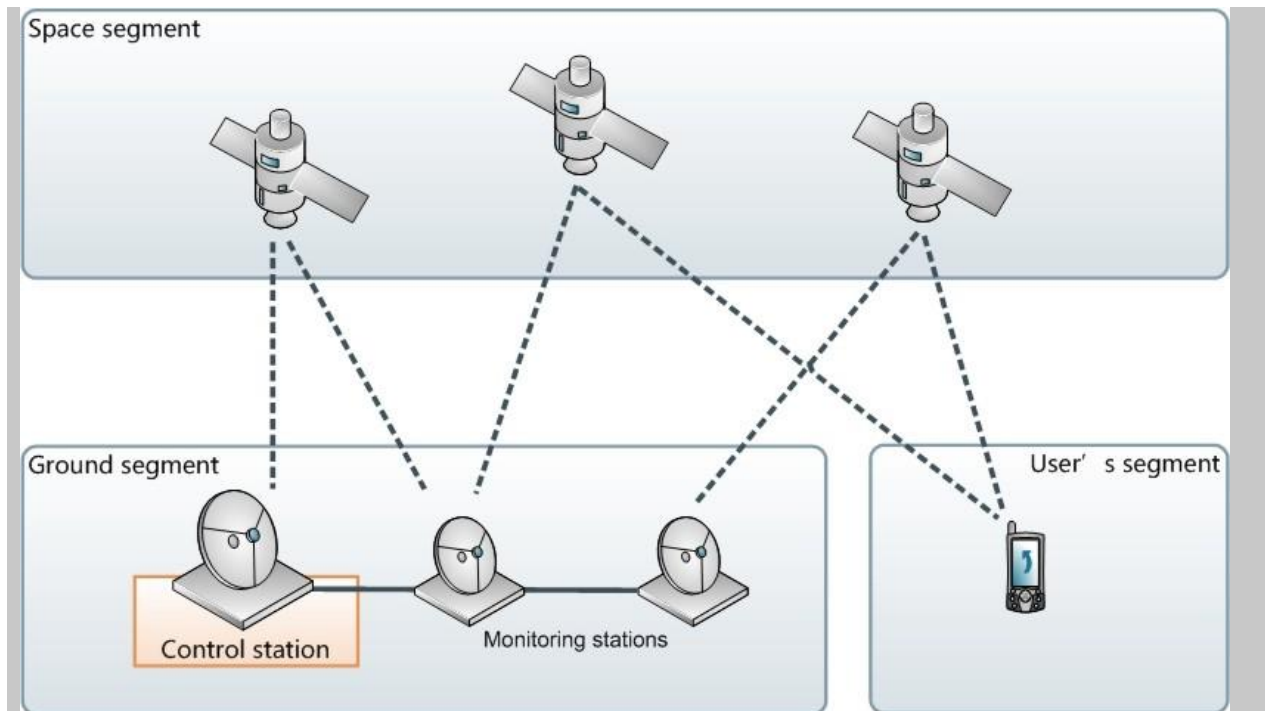 Space segment
Ground segment
User’ s segment
Control station
Monitoring stations